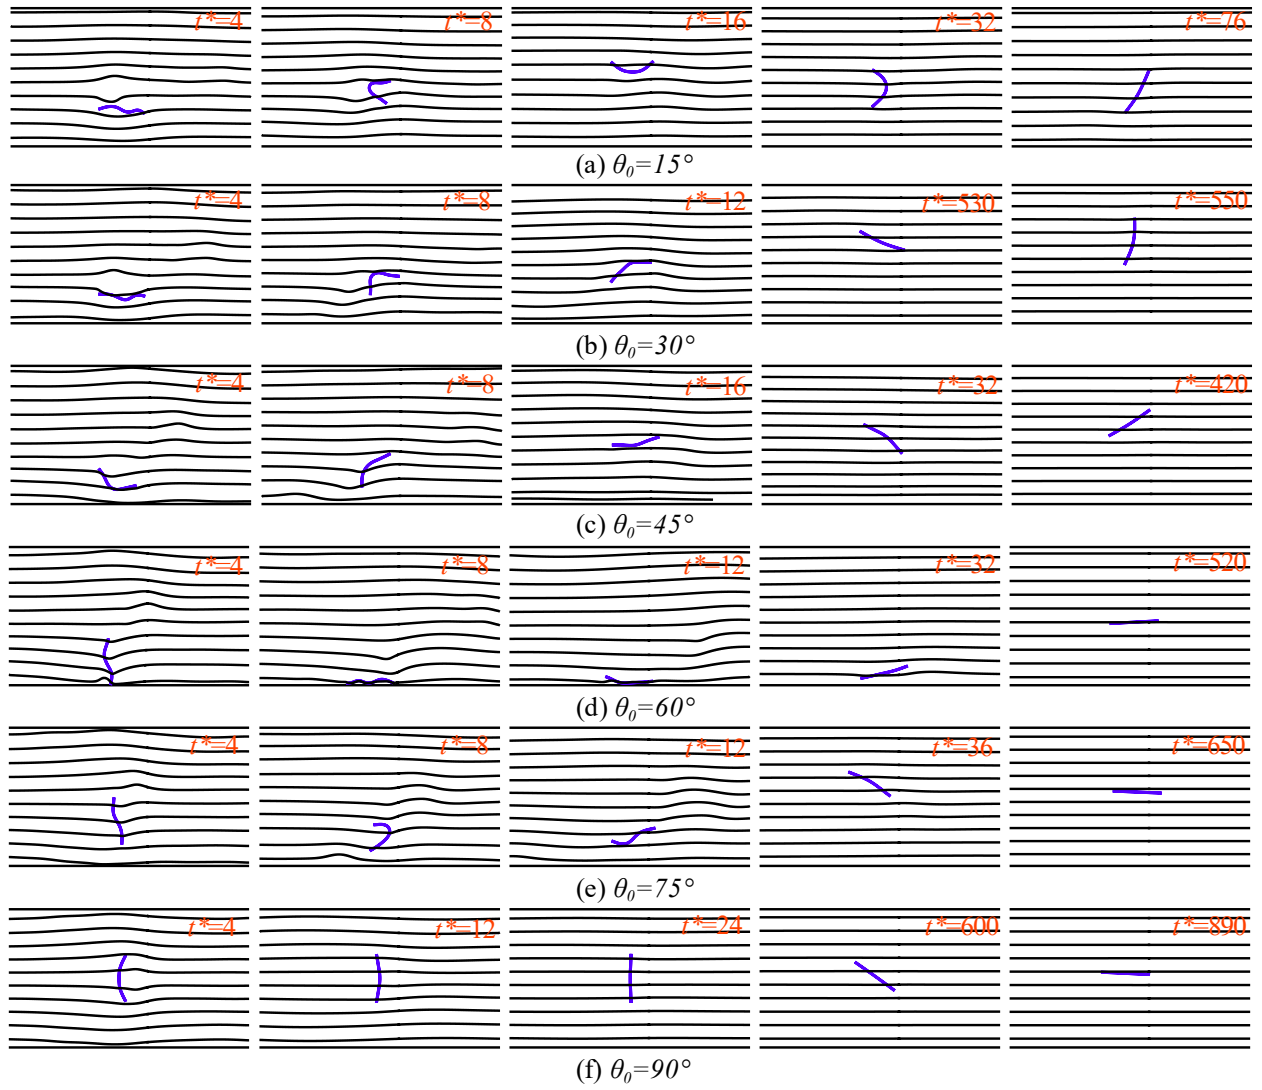 t*=4 t*=8 t*=16 t*=32 t*=76
(a) θ0=15°
t*=4 t*=8 t*=12 t*=530 t*=550
(b) θ0=30°
t*=4 t*=8 t*=16 t*=32 t*=420
(c) θ0=45°
t*=4 t*=8 t*=12 t*=32 t*=520
(d) θ0=60°
t*=4 t*=8 t*=12 t*=36 t*=650
(e) θ0=75°
t*=4 t*=12 t*=24 t*=600 t*=890
(f) θ0=90°